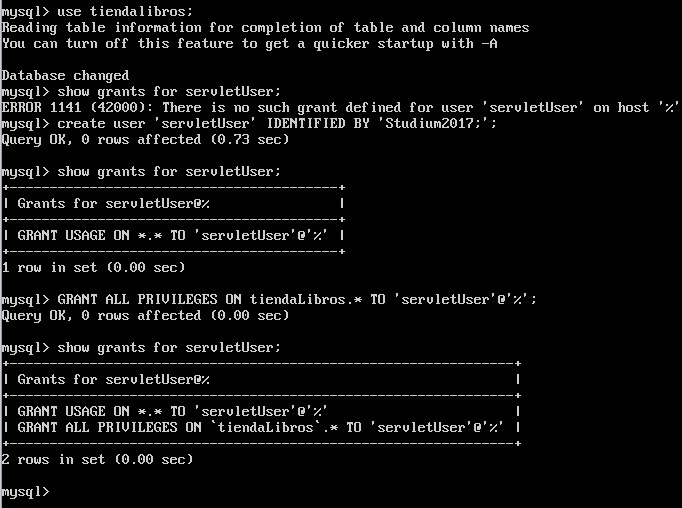 mysql> use tiendalibros;
Reading table information for completion of table and column names
You can turn off this feature to get a quicker startup with -A
Database changed
mysql> show grants for servletUser;
ERROR 1141 (42000): There is no such grant defined for user 'servletUser' on host '%'
mysql> create user 'servletUser' IDENTIFIED BY 'Studium2017;';
Query OK, 0 rows affected (0.73 sec)
mysql> show grants for servletUser;
+-----------------------------------------+
| Grants for servletUser@%                |
+-----------------------------------------+
| GRANT USAGE ON *.* TO 'servletUser'@'%' |
+-----------------------------------------+
1 row in set (0.00 sec)
mysql> GRANT ALL PRIVILEGES ON tiendaLibros.* TO 'servletUser'@'%';
Query OK, 0 rows affected (0.00 sec)
mysql> show grants for servletUser;
+---------------------------------------------------------------+
| Grants for servletUser@%                                      |
+---------------------------------------------------------------+
| GRANT USAGE ON *.* TO 'servletUser'@'%'                       |
| GRANT ALL PRIVILEGES ON `tiendaLibros`.* TO 'servletUser'@'%' |
+---------------------------------------------------------------+
2 rows in set (0.00 sec)
mysql>